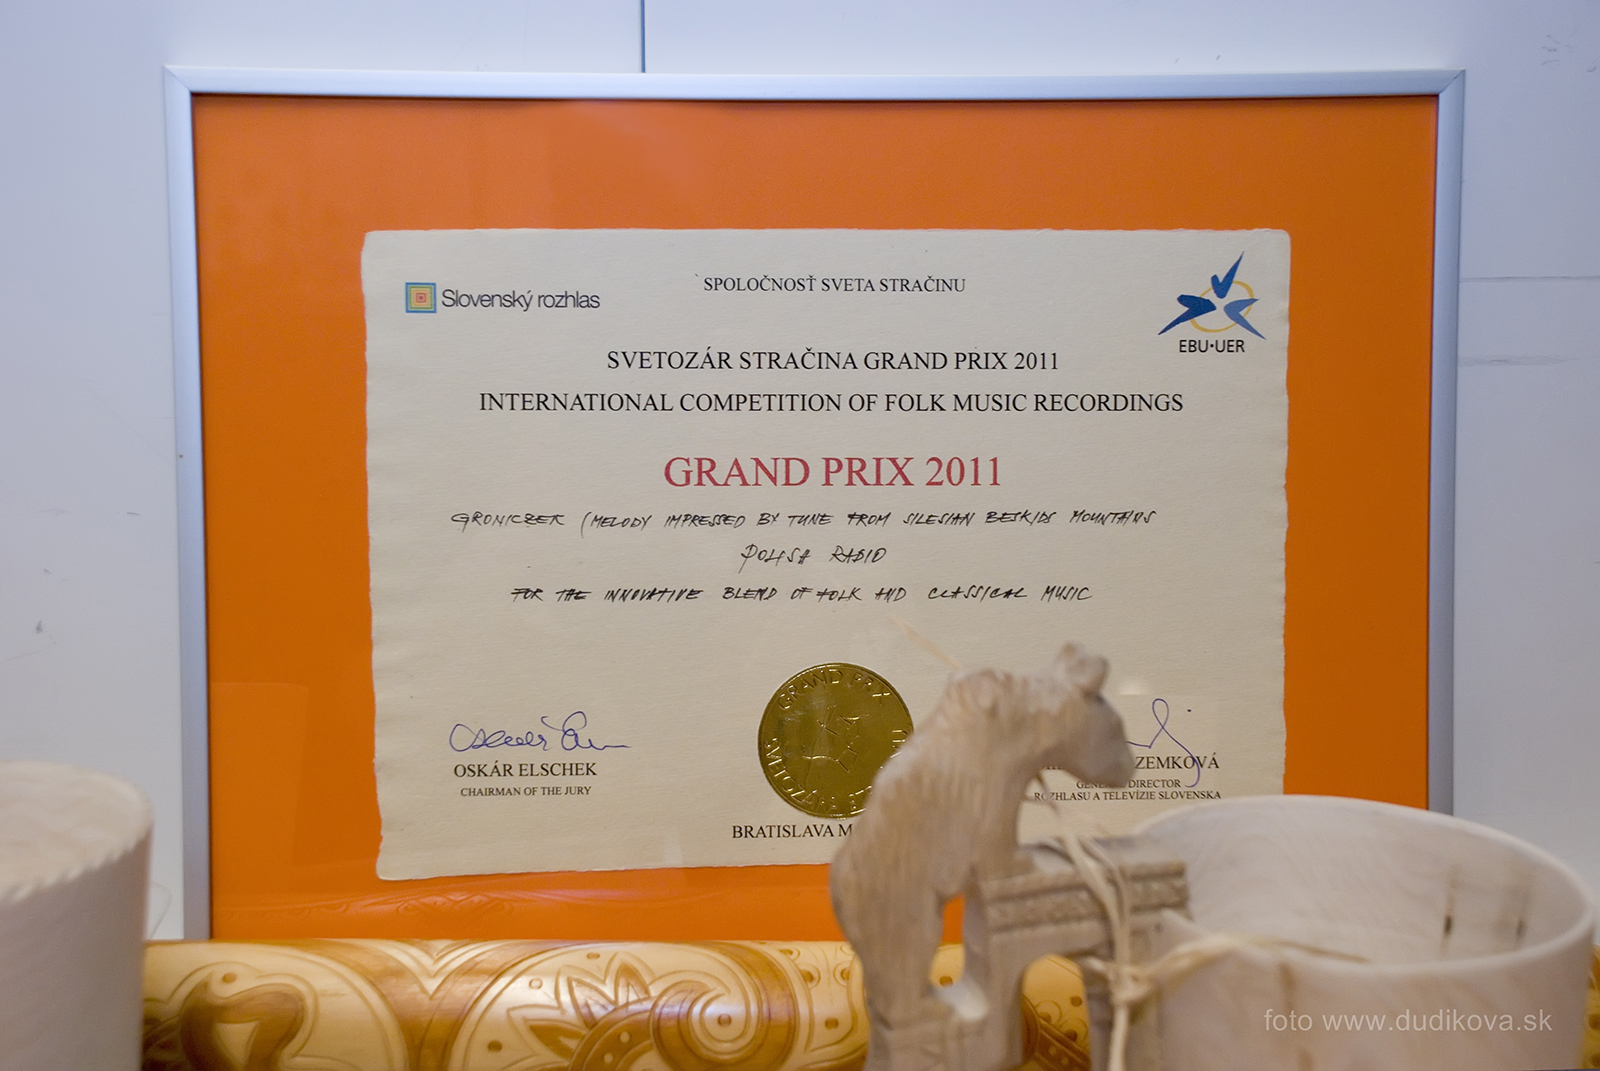 Slovenský rozhlas
SPOLOČNOSŤ SVETA STRAČINU
EBU·UER
SVETOZÁR STRAČINA GRAND PRIX 2011
INTERNATIONAL COMPETITION OF FOLK MUSIC RECORDINGS
GRAND PRIX 2011
GRONICZEK (MELODY IMPRESSED BY TUNE FROM SILESIAN BESKIDS MOUNTAINS
POLISH RADIO
FOR THE INNOVATIVE BLEND OF FOLK AND CLASSICAL MUSIC
GRAND PRIX
SVETOZÁRA
OSKÁR ELSCHEK
CHAIRMAN OF THE JURY
ZEMKOVÁ
DIRECTOR
ROZHLASU A TELEVÍZIE SLOVENSKA
BRATISLAVA M
foto www.dudikova.sk